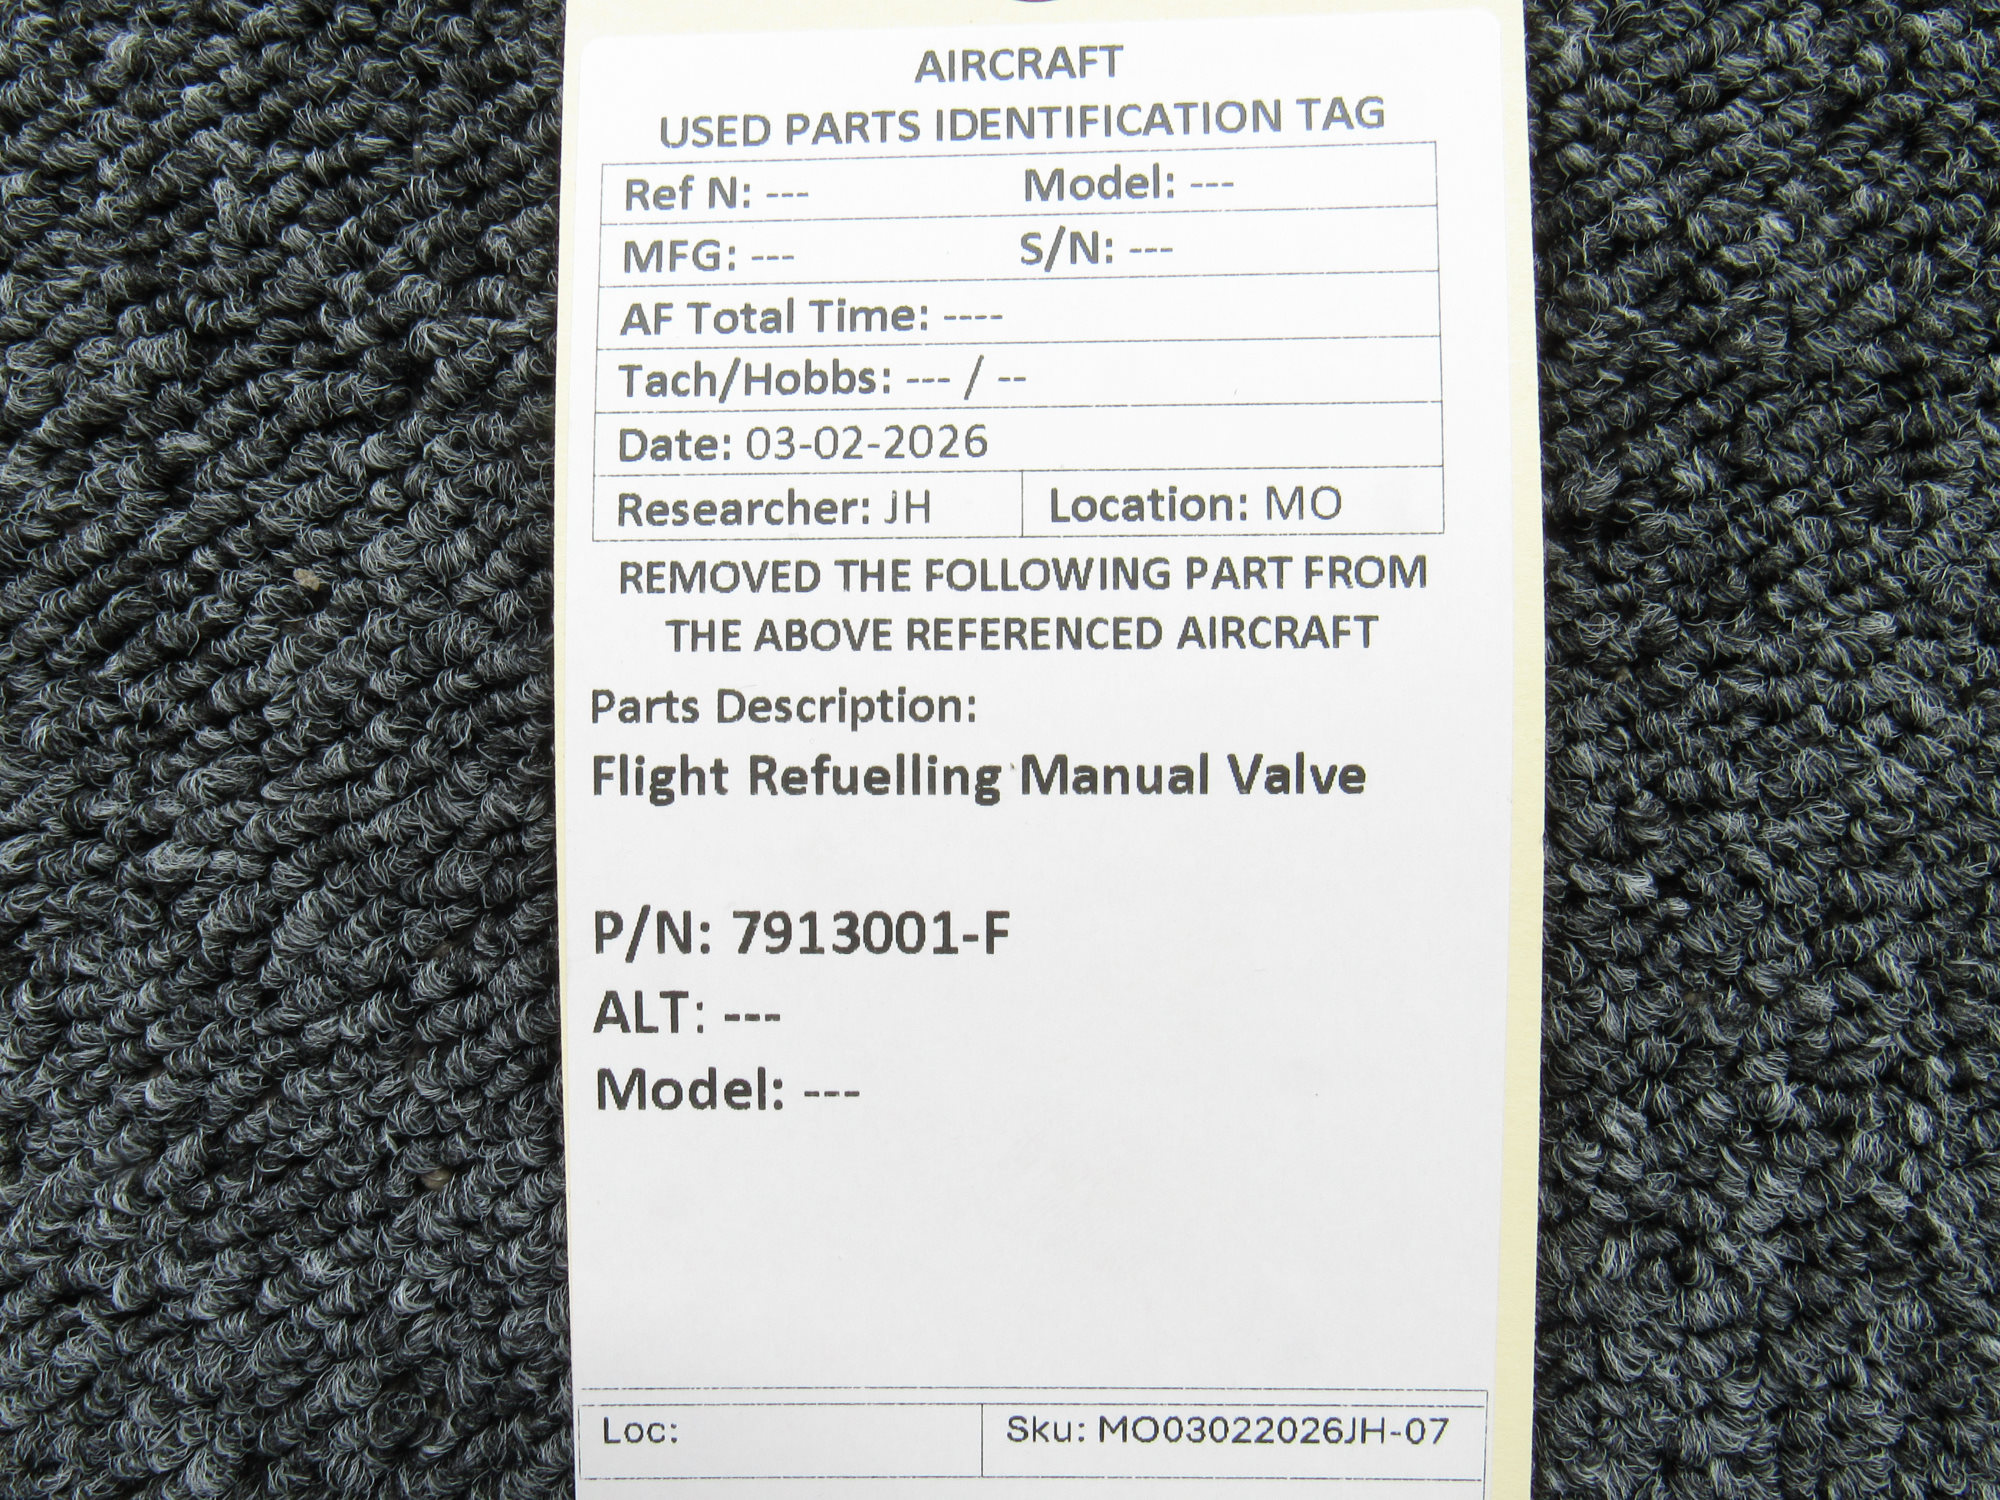 AIRCRAFT
USED PARTS IDENTIFICATION TAG
Ref N: --- Model: ---
MFG: --- S/N: ---
AF Total Time: ----
Tach/Hobbs: --- / --
Date: 03-02-2026
Researcher: JH Location: MO
REMOVED THE FOLLOWING PART FROM
THE ABOVE REFERENCED AIRCRAFT
Parts Description:
Flight Refuelling Manual Valve
P/N: 7913001-F
ALT: ---
Model: ---
Loc: Sku: MO03022026JH-07